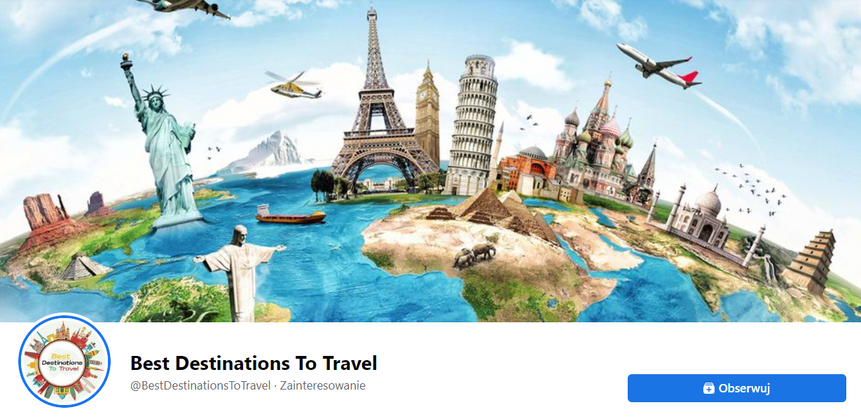 Best
Destinations
To Travel
Best Destinations To Travel
@BestDestinationsToTravel · Zainteresowanie
Obserwuj